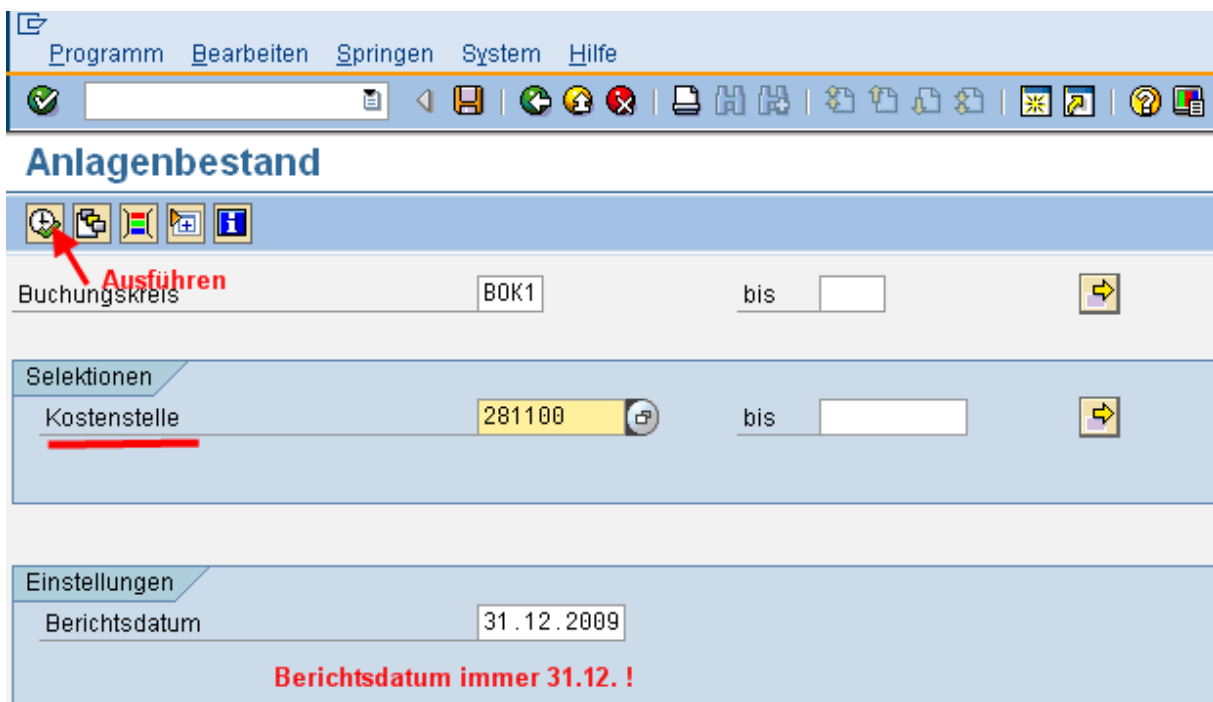 Programm Bearbeiten Springen System Hilfe
Anlagenbestand
Ausführen
Buchungskreis BOK1 bis
Selektionen
Kostenstelle 281100 bis
Einstellungen
Berichtsdatum 31.12.2009
Berichtsdatum immer 31.12. !